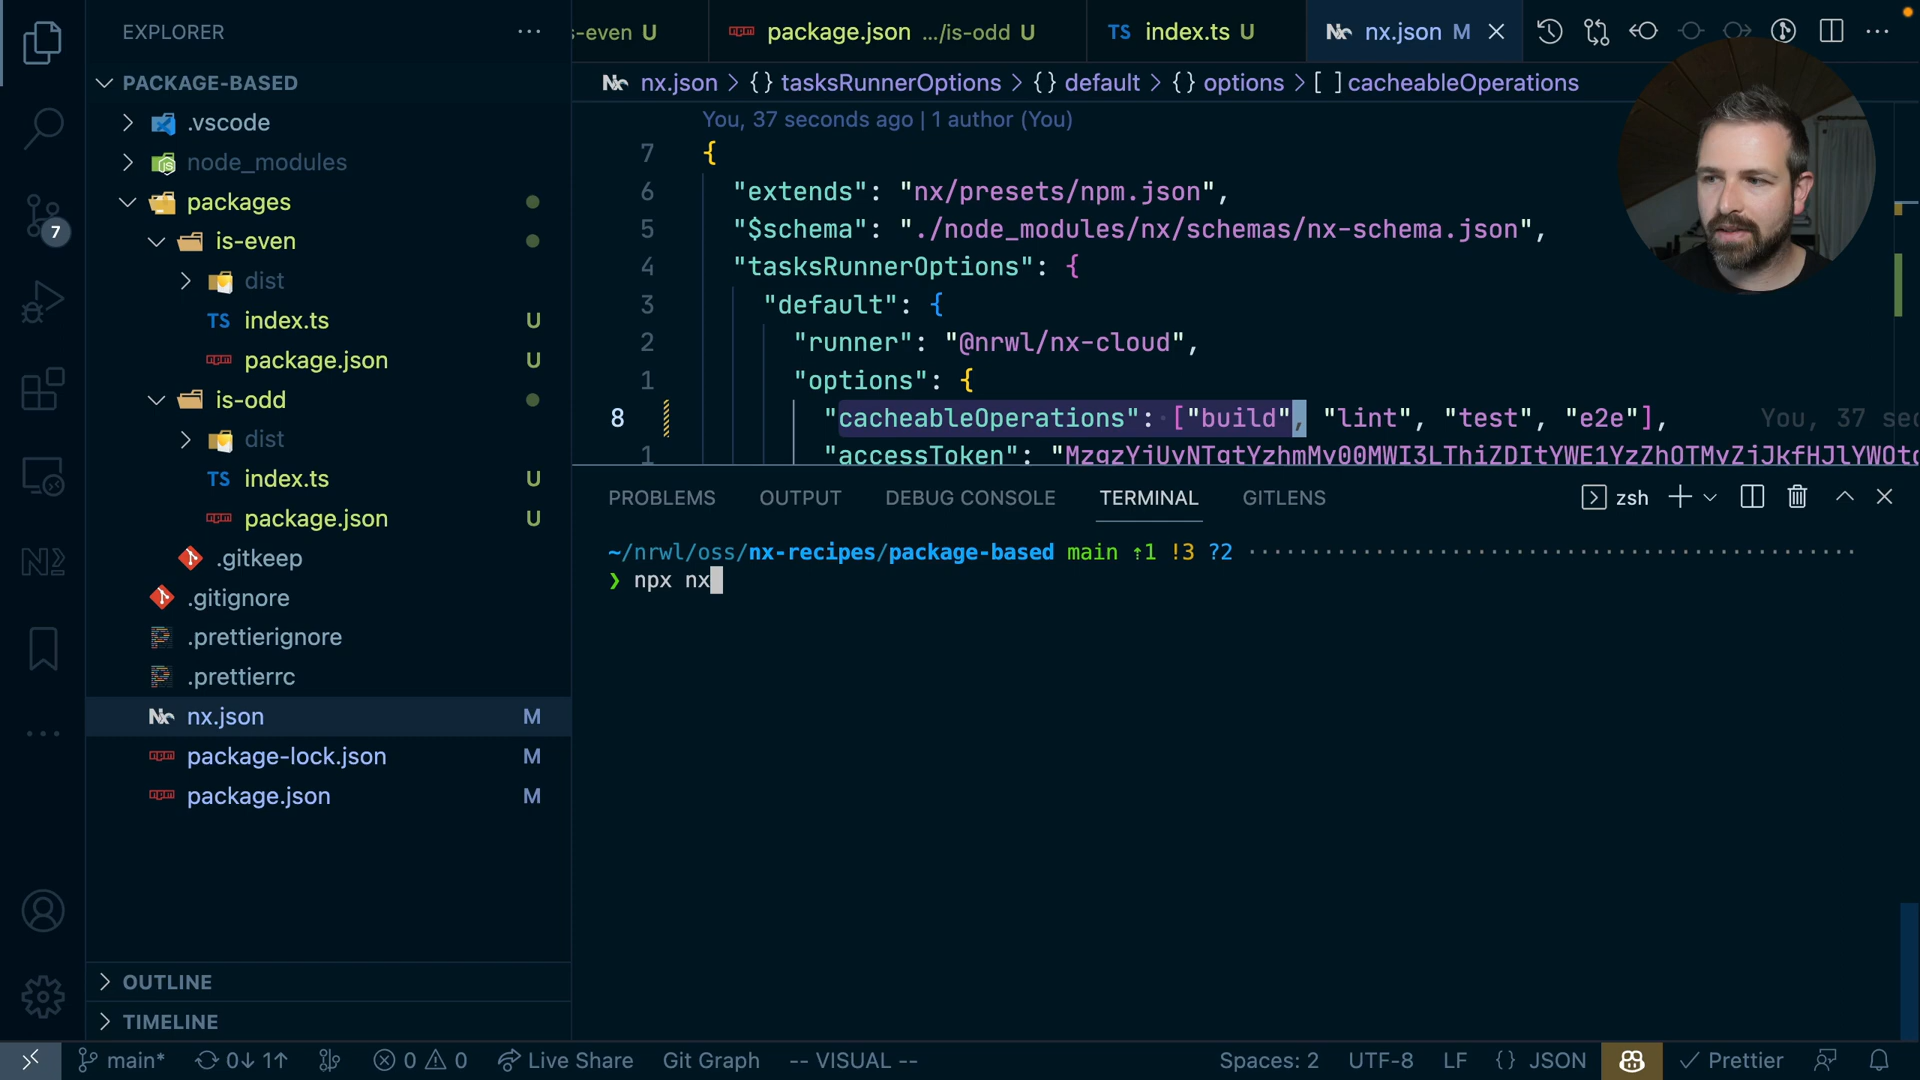 EXPLORER
PACKAGE-BASED
.vscode
node_modules
packages
is-even
dist
TS index.ts U
package.json U
is-odd
dist
TS index.ts U
package.json U
.gitkeep
.gitignore
.prettierignore
.prettierrc
nx.json M
package-lock.json M
package.json M
OUTLINE
TIMELINE
7
s-even U
package.json .../is-odd U
TS index.ts U
nx.json M
nx.json > {} tasksRunnerOptions > {} default > {} options > [ ] cacheableOperations
You, 37 seconds ago | 1 author (You)
7 {
6 "extends": "nx/presets/npm.json",
5 "$schema": "./node_modules/nx/schemas/nx-schema.json",
4 "tasksRunnerOptions": {
3 "default": {
2 "runner": "@nrwl/nx-cloud",
1 "options": {
8 "cacheableOperations": ["build", "lint", "test", "e2e"], You, 37 sec
1 "accessToken":
PROBLEMS OUTPUT DEBUG CONSOLE TERMINAL GITLENS
zsh
~/nrwl/oss/nx-recipes/package-based main ⇡1 !3 ?2
❯ npx nx
main* 0↓ 1↑ 0 0 Live Share Git Graph -- VISUAL -- Spaces: 2 UTF-8 LF {} JSON Prettier